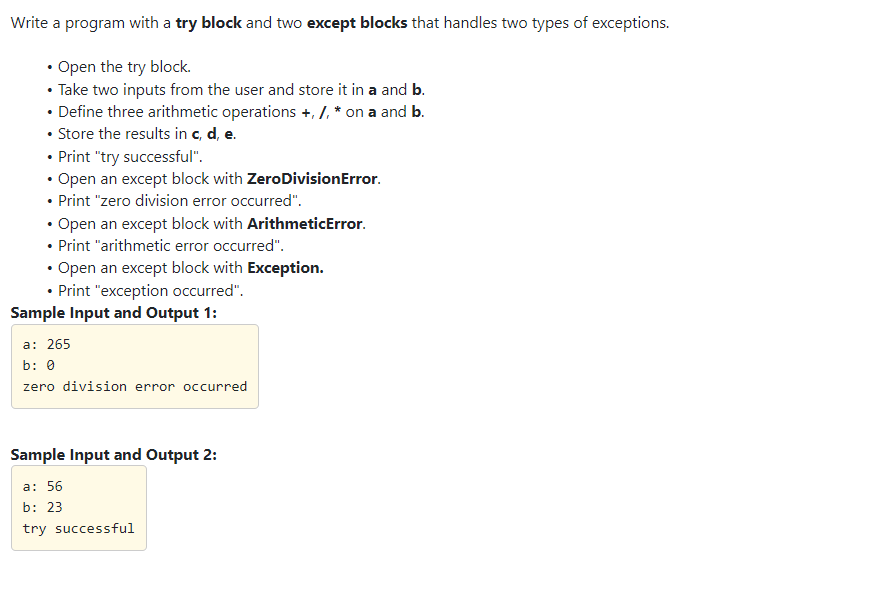 Write a program with a try block and two except blocks that handles two types of exceptions.
• Open the try block.
• Take two inputs from the user and store it in a and b.
• Define three arithmetic operations +, /, * on a and b.
• Store the results in c, d, e.
• Print "try successful".
• Open an except block with ZeroDivisionError.
• Print "zero division error occurred".
• Open an except block with ArithmeticError.
• Print "arithmetic error occurred".
• Open an except block with Exception.
• Print "exception occurred".
Sample Input and Output 1:
a: 265
b: 0
zero division error occurred
Sample Input and Output 2:
a: 56
b: 23
try successful